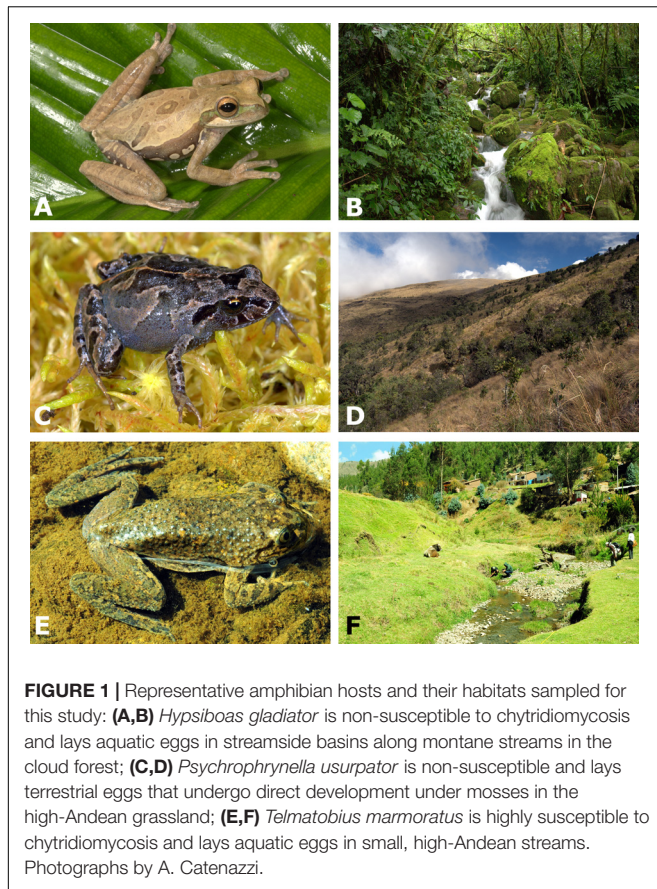 A
B
C
D
E
F
FIGURE 1 | Representative amphibian hosts and their habitats sampled for
this study: (A,B) Hypsiboas gladiator is non-susceptible to chytridiomycosis
and lays aquatic eggs in streamside basins along montane streams in the
cloud forest; (C,D) Psychrophrynella usurpator is non-susceptible and lays
terrestrial eggs that undergo direct development under mosses in the
high-Andean grassland; (E,F) Telmatobius marmoratus is highly susceptible to
chytridiomycosis and lays aquatic eggs in small, high-Andean streams.
Photographs by A. Catenazzi.